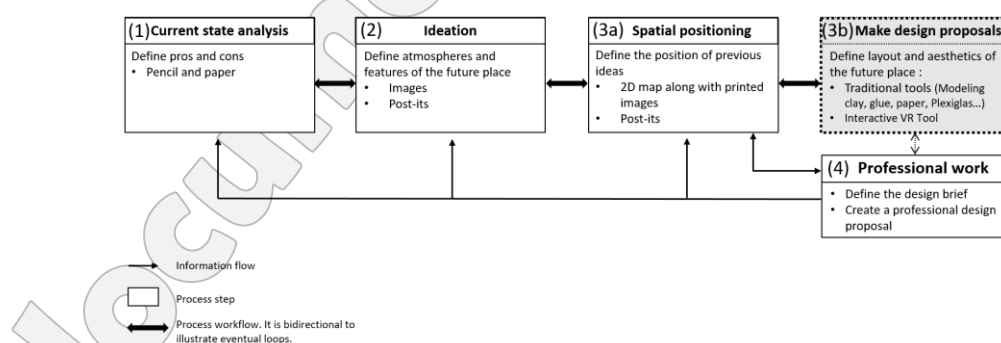 (1) Current state analysis
Define pros and cons
• Pencil and paper
(2) Ideation
Define atmospheres and
features of the future place
• Images
• Post-its
(3a) Spatial positioning
Define the position of previous
ideas
• 2D map along with printed
images
• Post-its
(3b) Make design proposals
Define layout and aesthetics of
the future place :
• Traditional tools (Modeling
clay, glue, paper, Plexiglas...)
• Interactive VR Tool
(4) Professional work
• Define the design brief
• Create a professional design
proposal
Information flow
Process step
Process workflow. It is bidirectional to
illustrate eventual loops.